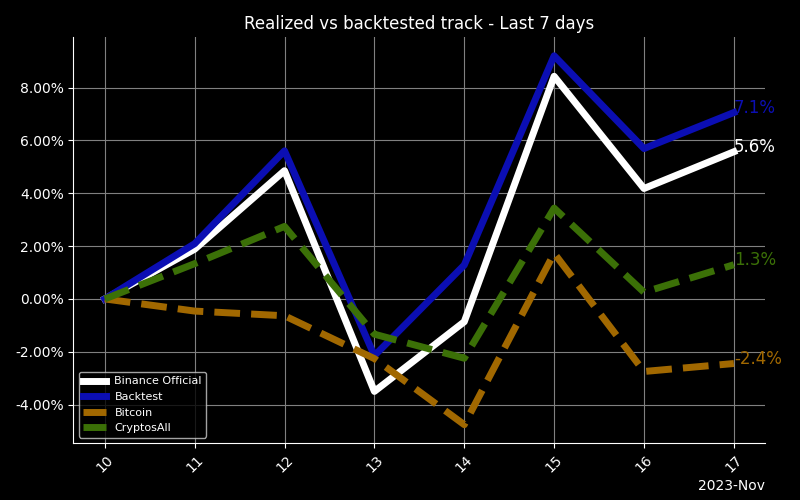 Realized vs backtested track - Last 7 days
8.00%
6.00%
4.00%
2.00%
0.00%
-2.00%
-4.00%
7.1%
5.6%
1.3%
-2.4%
Binance Official
Backtest
Bitcoin
CryptosAll
10 11 12 13 14 15 16 17
2023-Nov